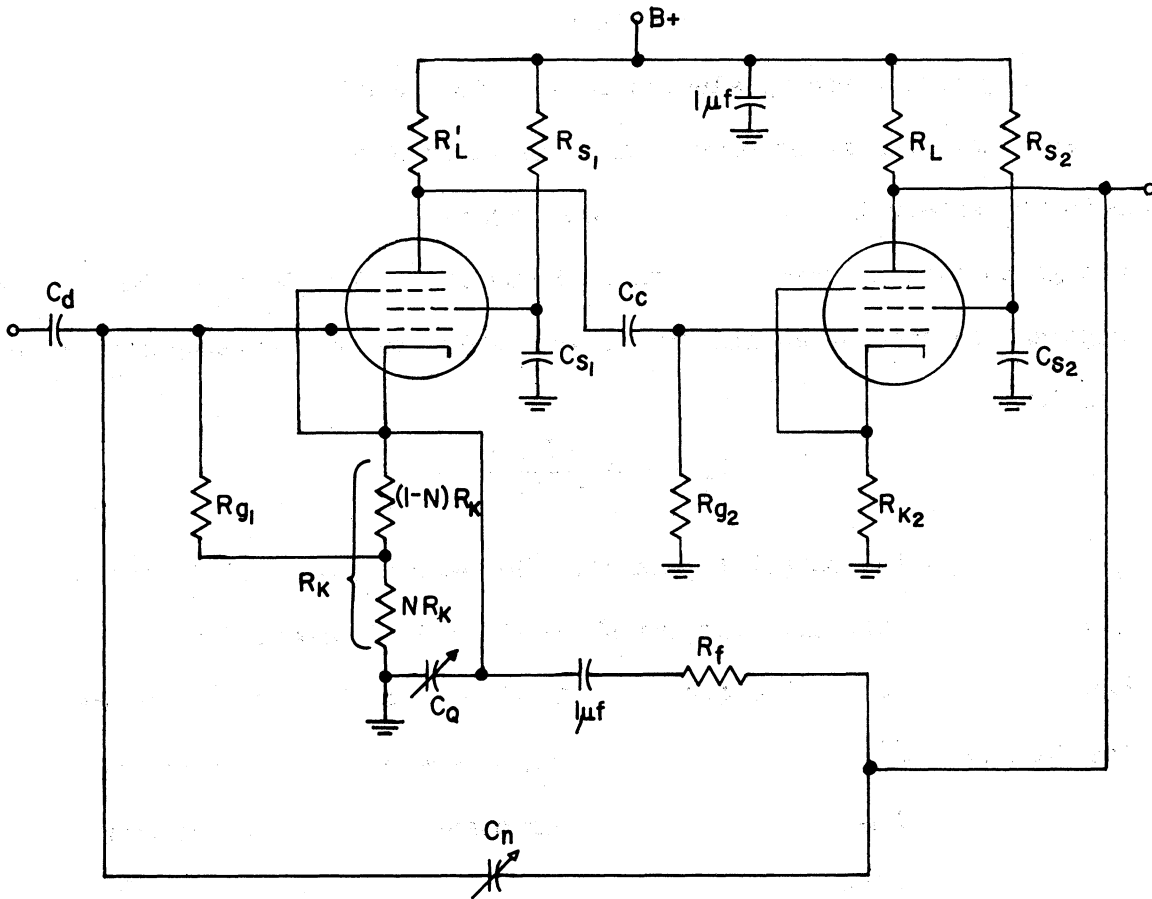 B+
1μf
R'L
RS1
RL
RS2
Cd
Cc
CS1
CS2
Rg1
(1-N)RK
Rg2
RK2
RK
NRK
Rf
CQ
1μf
Cn